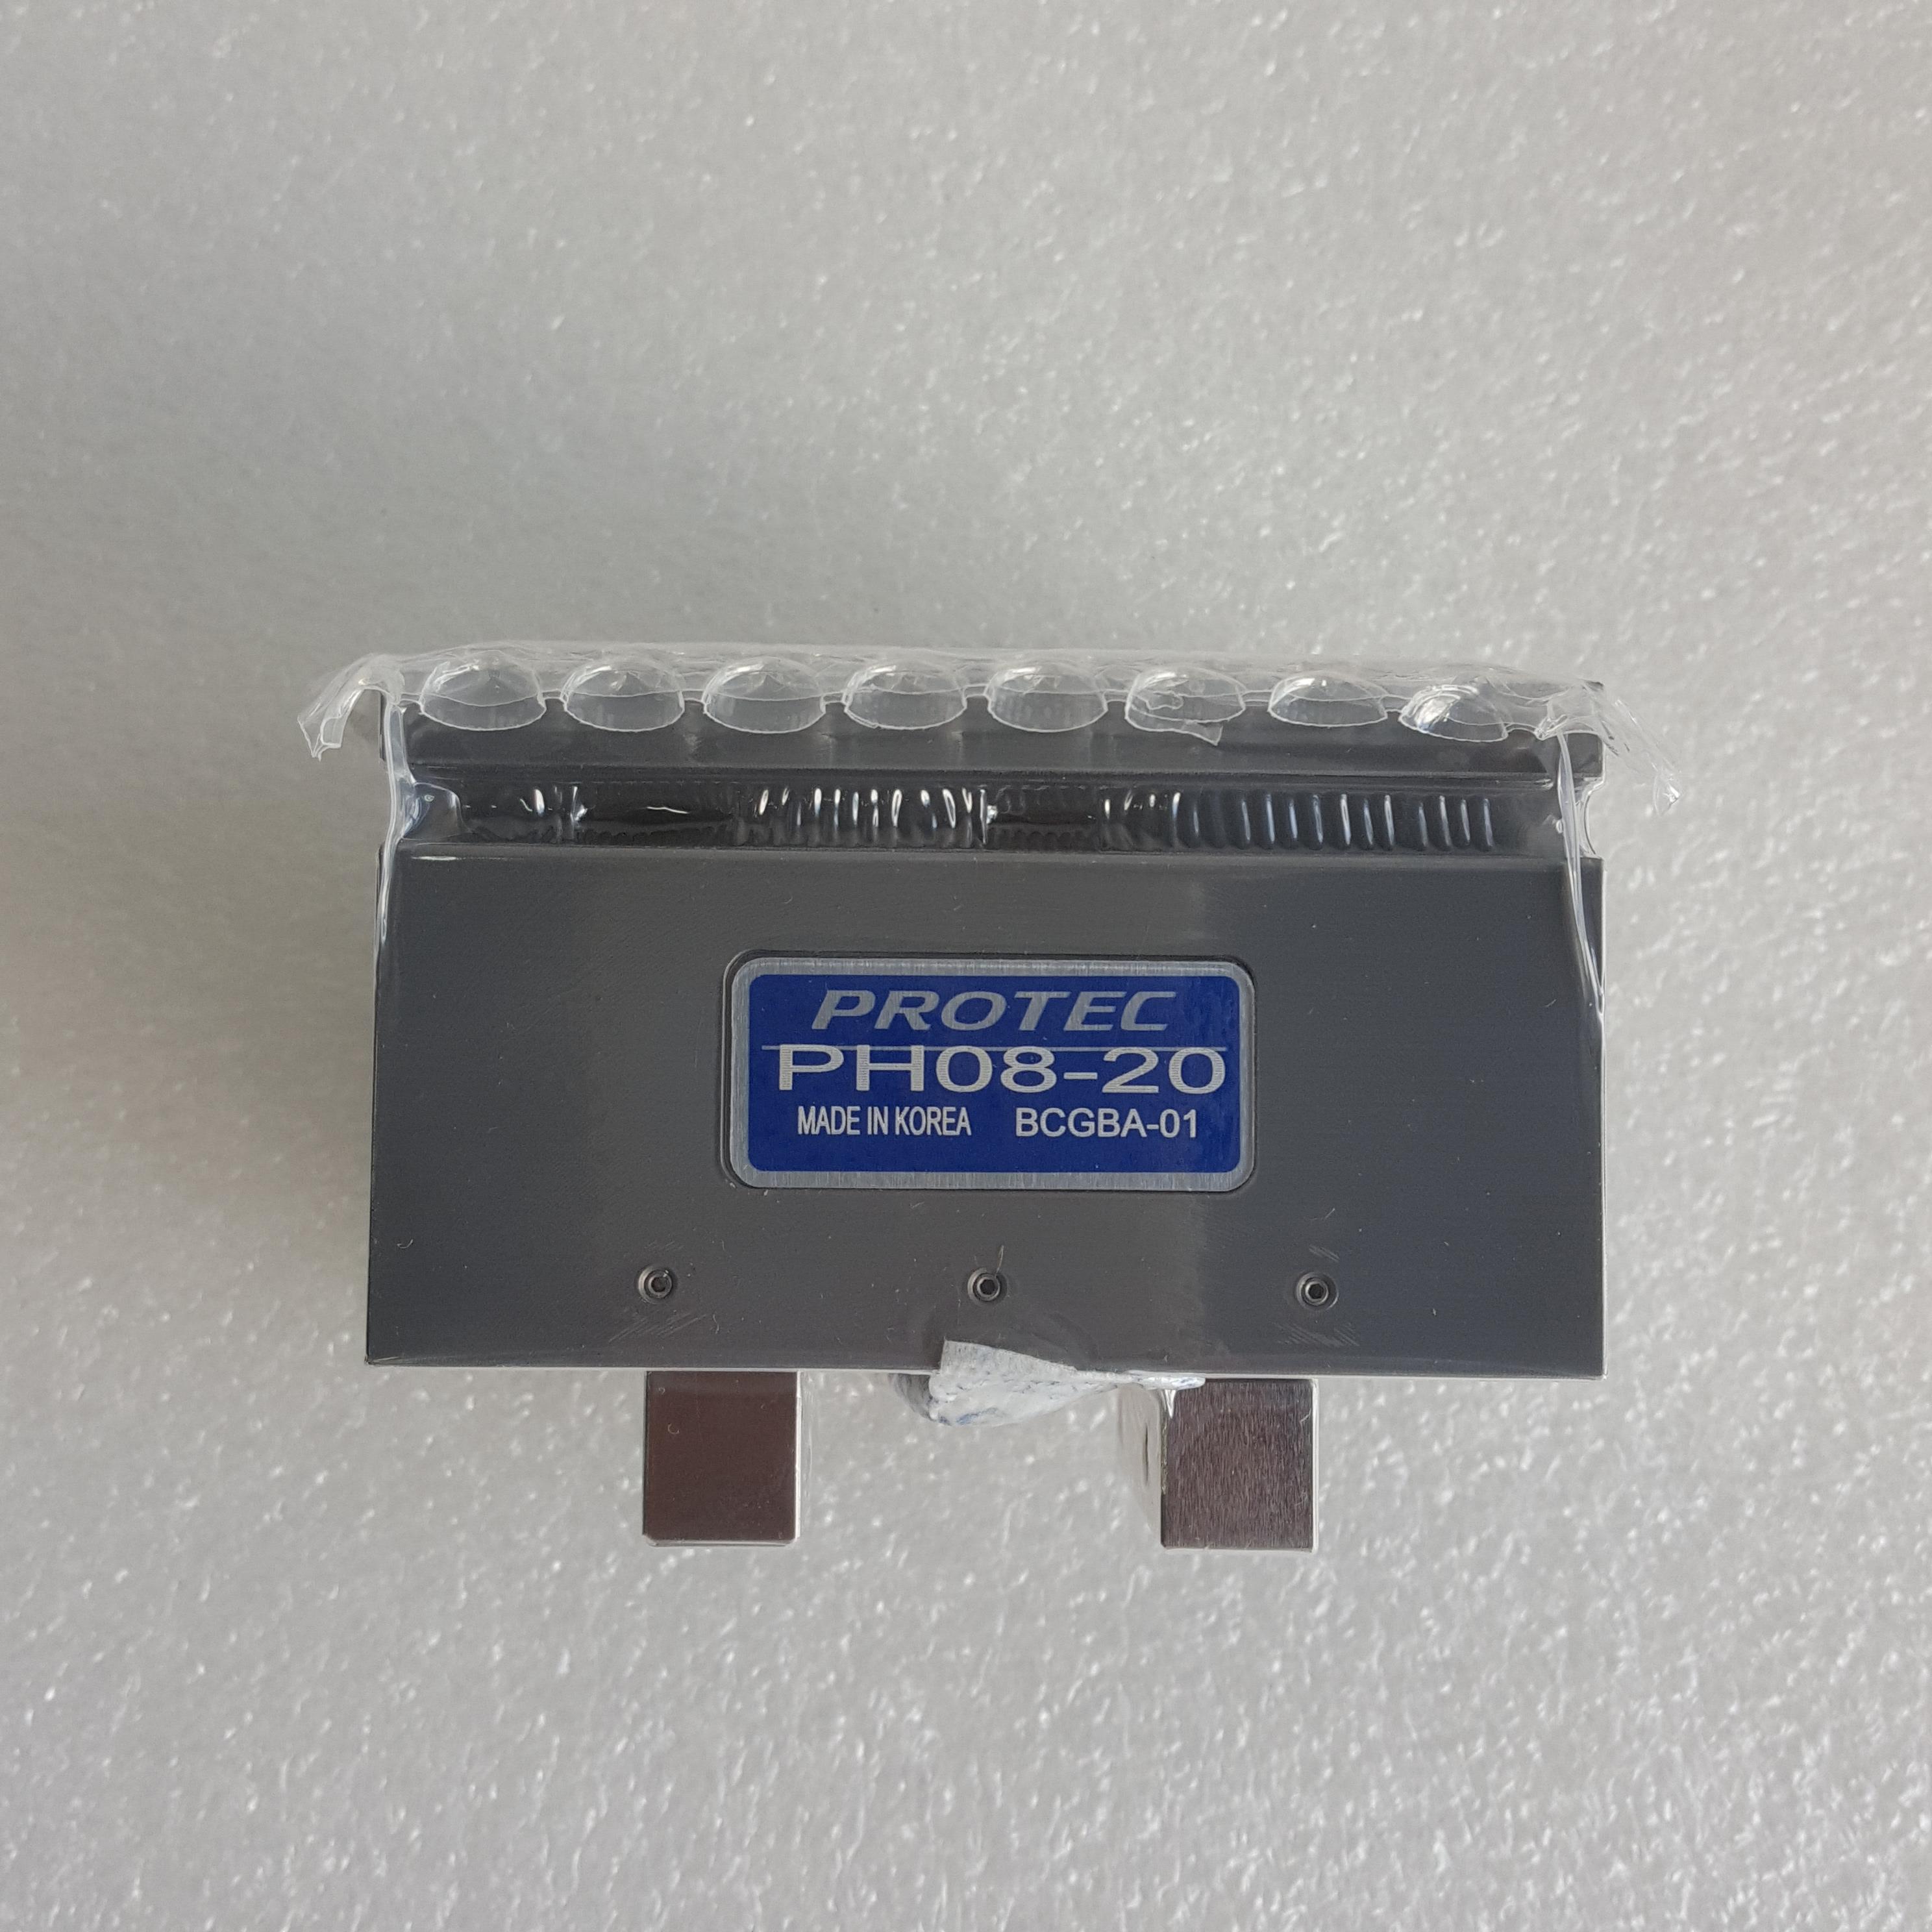 PROTEC
PH08-20
MADE IN KOREA BCGBA-01